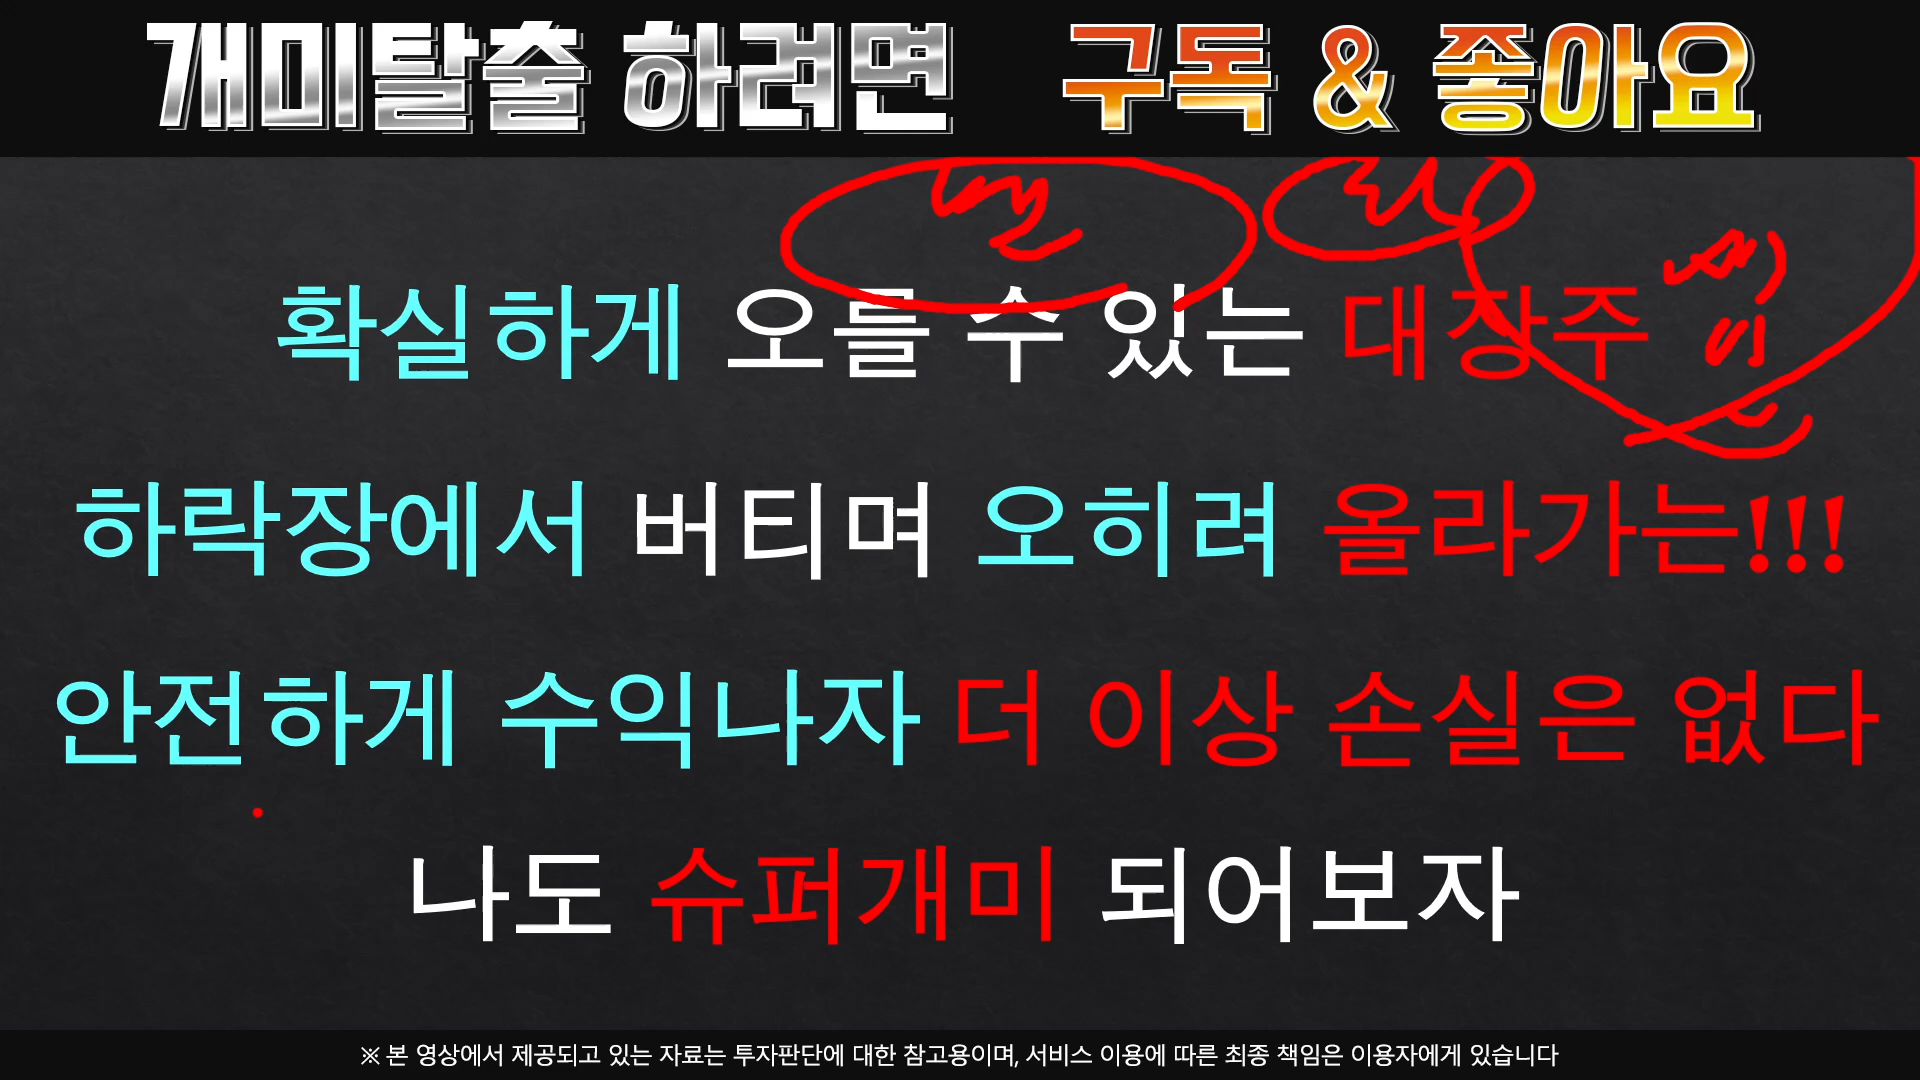 개미탈출 하려면 구독 & 좋아요
확실하게 오를 수 있는 대장주
하락장에서 버티며 오히려 올라가는!!!
안전하게 수익나자 더 이상 손실은 없다
나도 슈퍼개미 되어보자
※ 본 영상에서 제공되고 있는 자료는 투자판단에 대한 참고용이며, 서비스 이용에 따른 최종 책임은 이용자에게 있습니다